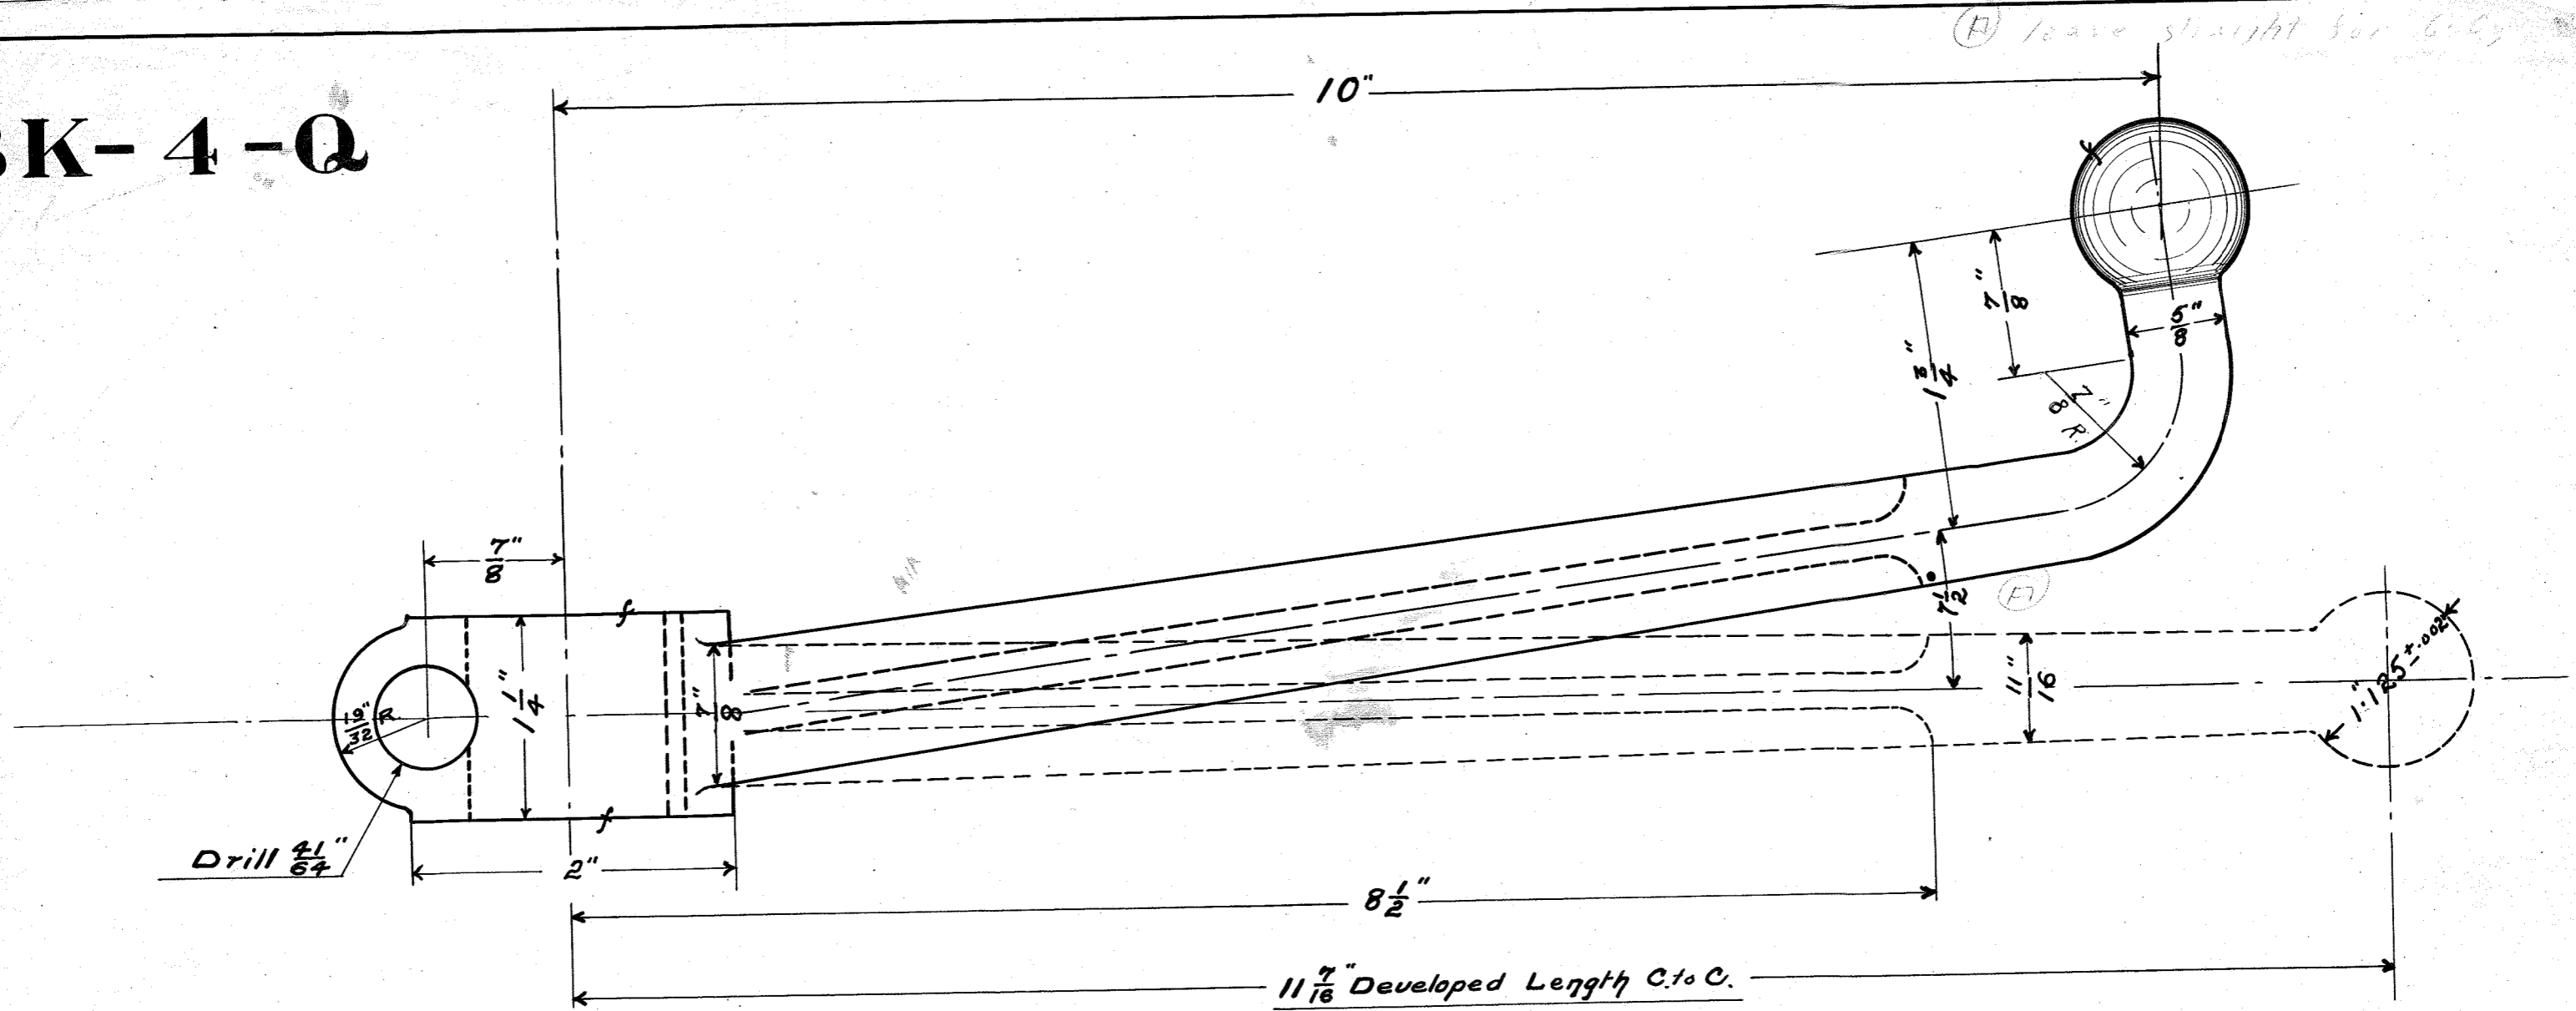 (A) leave straight for
10"
K-4-Q
7/8"
1 3/4"
5/8"
7/8" R.
7/8"
f
f
1 1/4"
7/8"
19/32" R
7 1/2°
(A)
11/16"
1.125" ±.002"
Drill 41/64"
2"
8 1/2"
11 7/16" Developed Length C. to C.